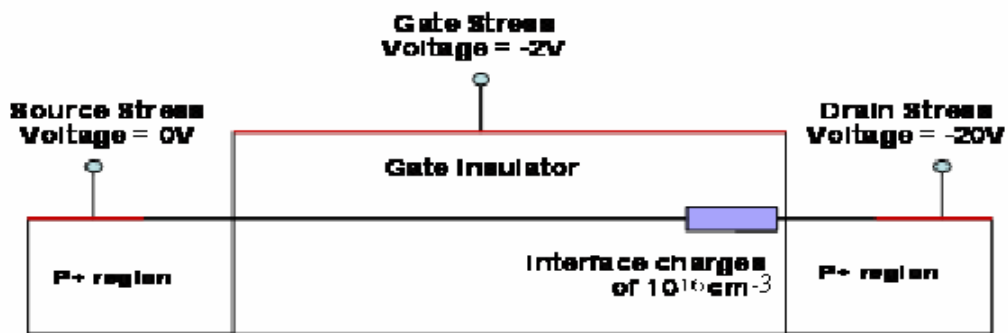 Gate Stress
Voltage = -2V
Source Stress
Voltage = 0V
Drain Stress
Voltage = -20V
Gate Insulator
P+ region
Interface charges
of 10¹⁶cm⁻³
P+ region